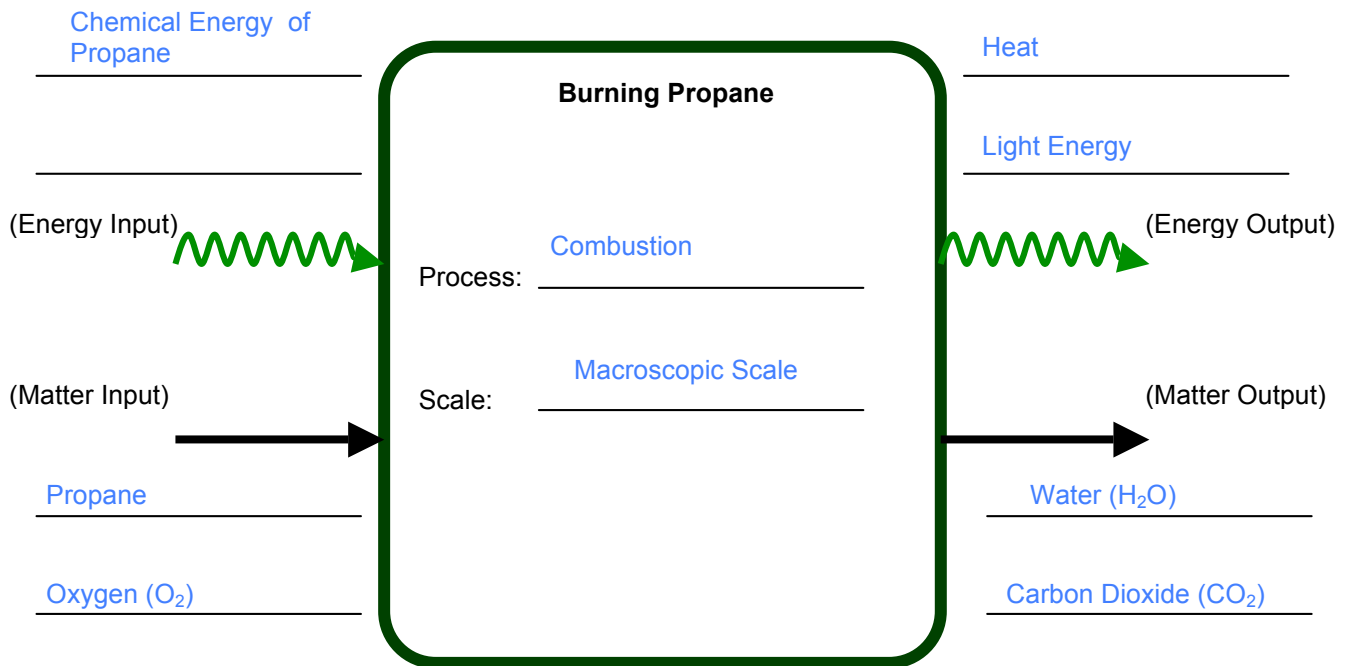 Chemical Energy of
Propane
Heat
Burning Propane
Light Energy
(Energy Input)
(Energy Output)
Combustion
Process:
Macroscopic Scale
Scale:
(Matter Input)
(Matter Output)
Propane
Water (H₂O)
Oxygen (O₂)
Carbon Dioxide (CO₂)